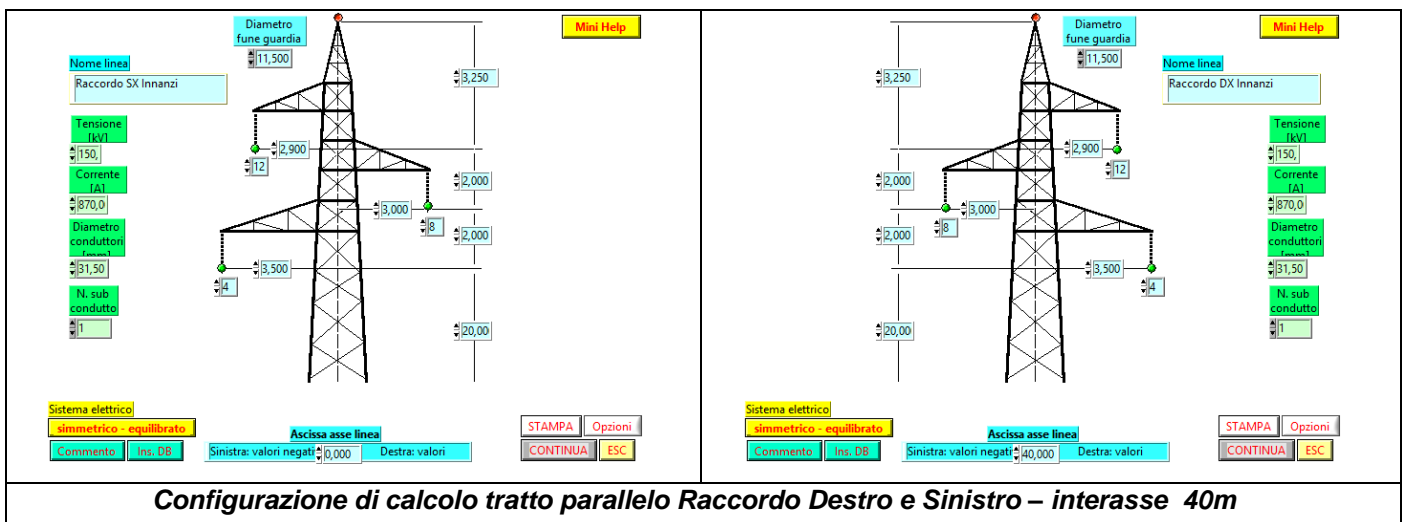 Diametro
fune guardia
11,500
Mini Help
Nome linea
Raccordo SX Innanzi
3,250
Tensione
[kV]
150,
2,900
12
Corrente
[A]
870,0
2,000
3,000
8
Diametro
conduttori
[mm]
31,50
2,000
3,500
4
N. sub
condutto
1
20,00
Sistema elettrico
simmetrico - equilibrato
Commento
Ins. DB
Ascissa asse linea
Sinistra: valori negati
0,000
Destra: valori
STAMPA
Opzioni
CONTINUA
ESC
Diametro
fune guardia
11,500
Mini Help
Nome linea
Raccordo DX Innanzi
3,250
Tensione
[kV]
150,
2,900
12
Corrente
[A]
870,0
2,000
3,000
8
Diametro
conduttori
[mm]
31,50
2,000
3,500
4
N. sub
condutto
1
20,00
Sistema elettrico
simmetrico - equilibrato
Commento
Ins. DB
Ascissa asse linea
Sinistra: valori negati
40,000
Destra: valori
STAMPA
Opzioni
CONTINUA
ESC
Configurazione di calcolo tratto parallelo Raccordo Destro e Sinistro – interasse 40m